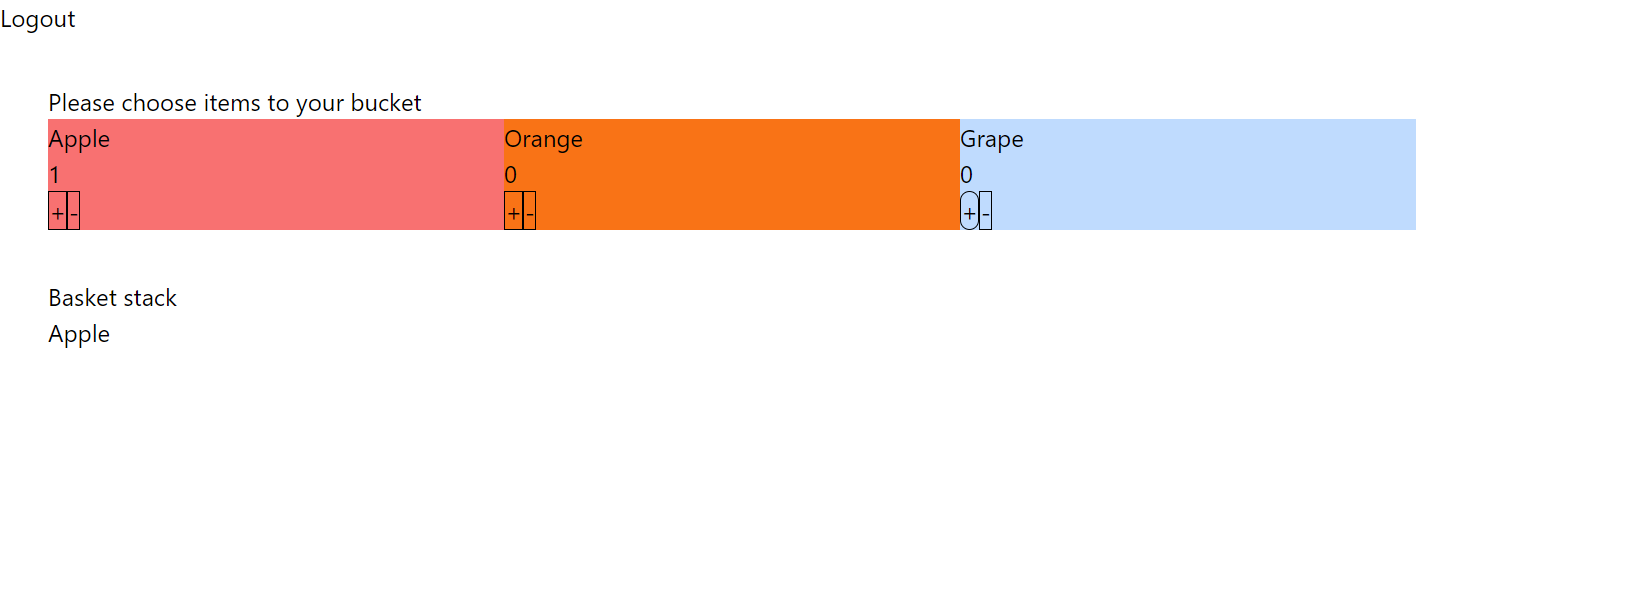 Logout
Please choose items to your bucket
Apple Orange Grape
1 0 0
+ - + - + -
Basket stack
Apple